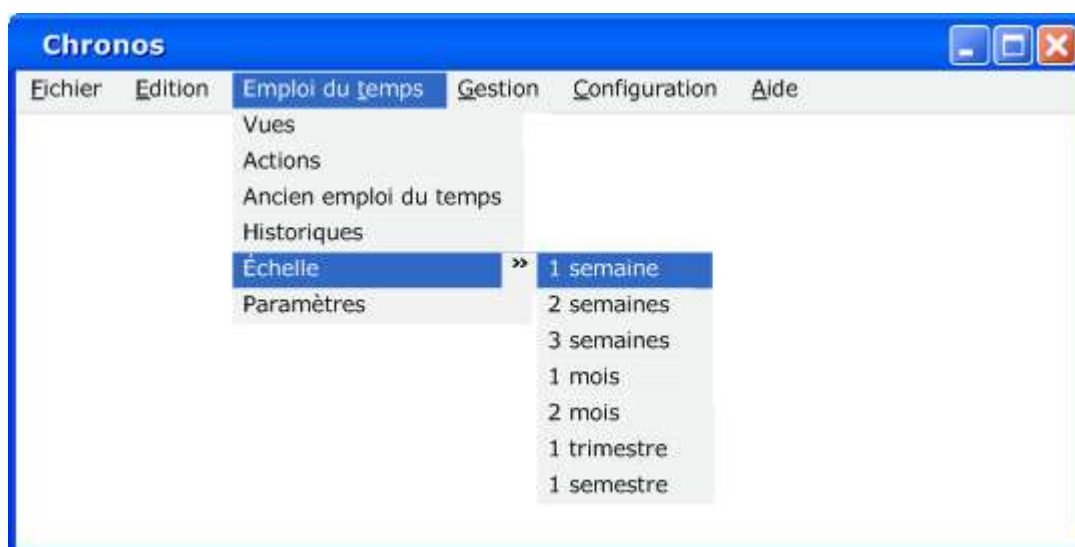 Chronos
Fichier Edition Emploi du temps Gestion Configuration Aide
Vues
Actions
Ancien emploi du temps
Historiques
Échelle » 1 semaine
Paramètres 2 semaines
3 semaines
1 mois
2 mois
1 trimestre
1 semestre